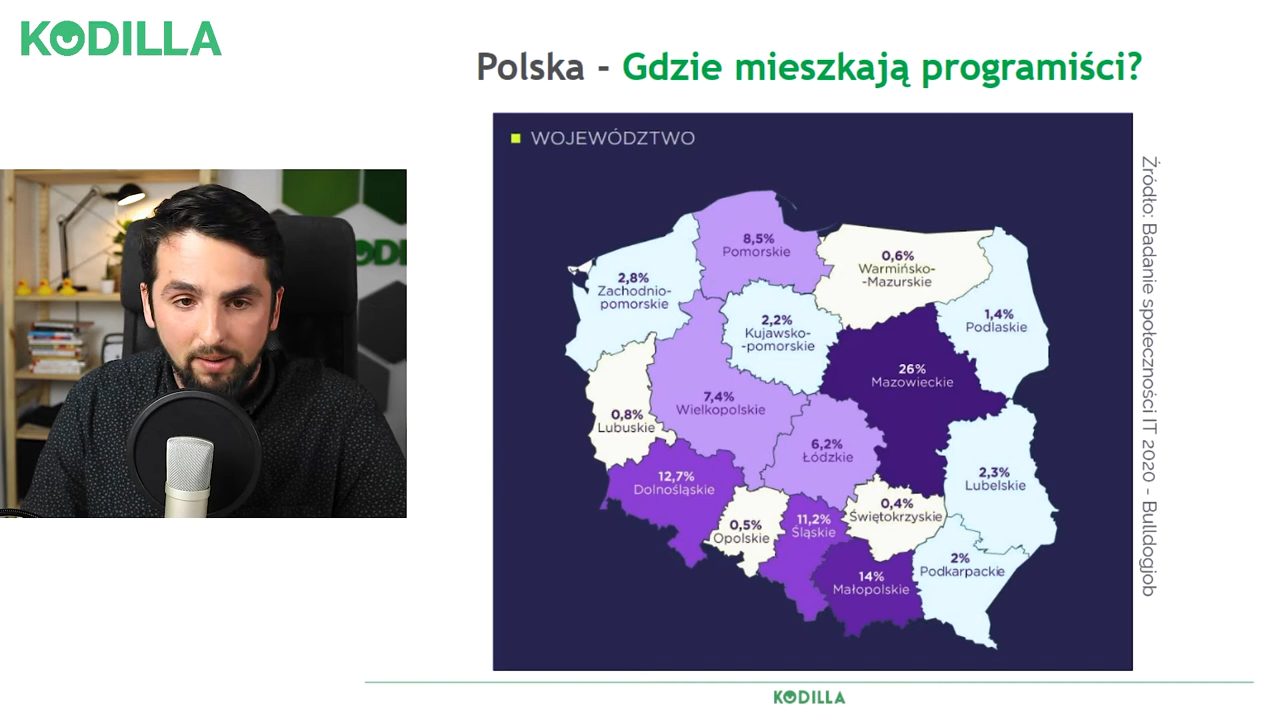 KODILLA
Polska - Gdzie mieszkają programiści?
WOJEWÓDZTWO
8,5%
Pomorskie
0,6%
Warmińsko-
-Mazurskie
2,8%
Zachodnio-
pomorskie
2,2%
Kujawsko-
-pomorskie
1,4%
Podlaskie
26%
Mazowieckie
7,4%
Wielkopolskie
0,8%
Lubuskie
6,2%
Łódzkie
12,7%
Dolnośląskie
2,3%
Lubelskie
0,5%
Opolskie
11,2%
Śląskie
0,4%
Świętokrzyskie
14%
Małopolskie
2%
Podkarpackie
Źródło: Badanie społeczności IT 2020 - Bulldogjob
KODILLA